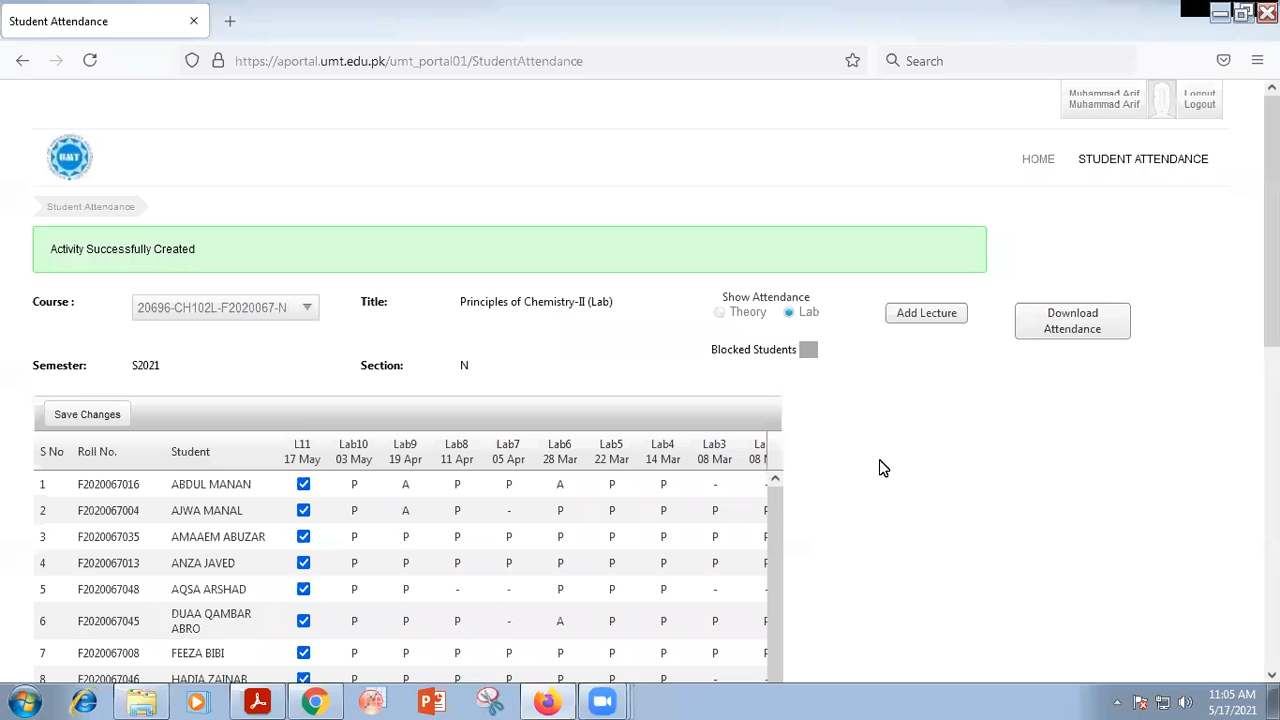 Student Attendance
https://aportal.umt.edu.pk/umt_portal01/StudentAttendance
Search
Muhammad Arif
Muhammad Arif
Logout
Logout
UMT
HOME
STUDENT ATTENDANCE
Student Attendance
Activity Successfully Created
Course :
20696-CH102L-F2020067-N
Title:
Principles of Chemistry-II (Lab)
Show Attendance
Theory
Lab
Add Lecture
Download
Attendance
Blocked Students
Semester:
S2021
Section:
N
Save Changes
S No Roll No. Student L11 17 May Lab10 03 May Lab9 19 Apr Lab8 11 Apr Lab7 05 Apr Lab6 28 Mar Lab5 22 Mar Lab4 14 Mar Lab3 08 Mar
1 F2020067016 ABDUL MANAN P A P P A P P - -
2 F2020067004 AJWA MANAL P A P - P P P P
3 F2020067035 AMAAEM ABUZAR P P P P P P P P
4 F2020067013 ANZA JAVED P P P P P P P P
5 F2020067048 AQSA ARSHAD P P - - P P P - -
6 F2020067045 DUAA QAMBAR ABRO P P P - A P P P
7 F2020067008 FEEZA BIBI P P P P P P P P
8 F2020067046 HADIA ZAINAB P P P P P P P P
11:05 AM
5/17/2021